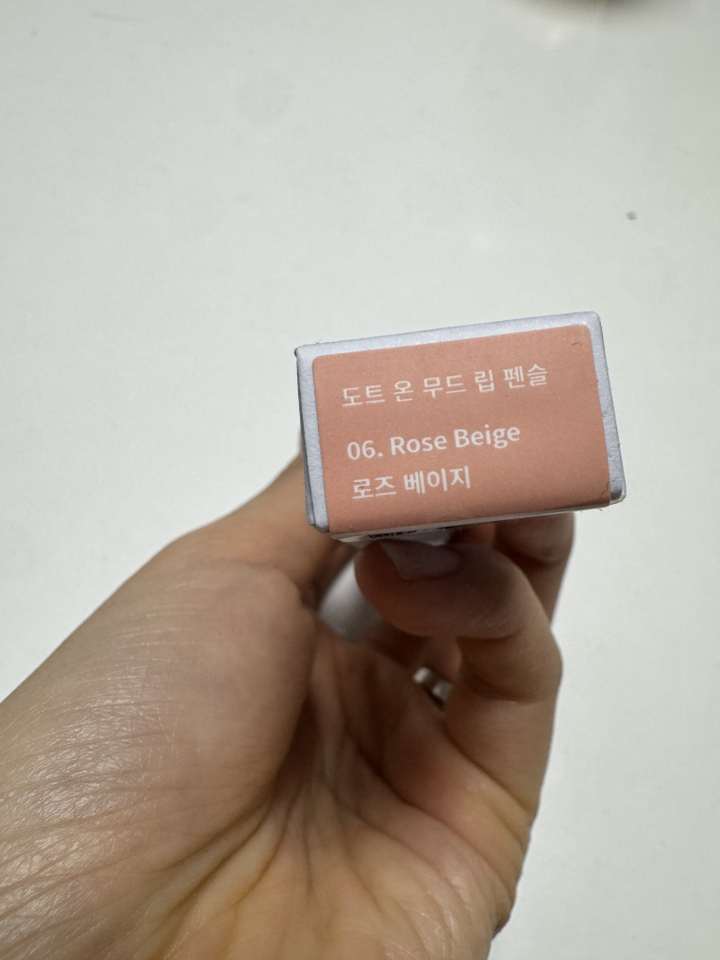 도트 온 무드 립 펜슬
06. Rose Beige
로즈 베이지